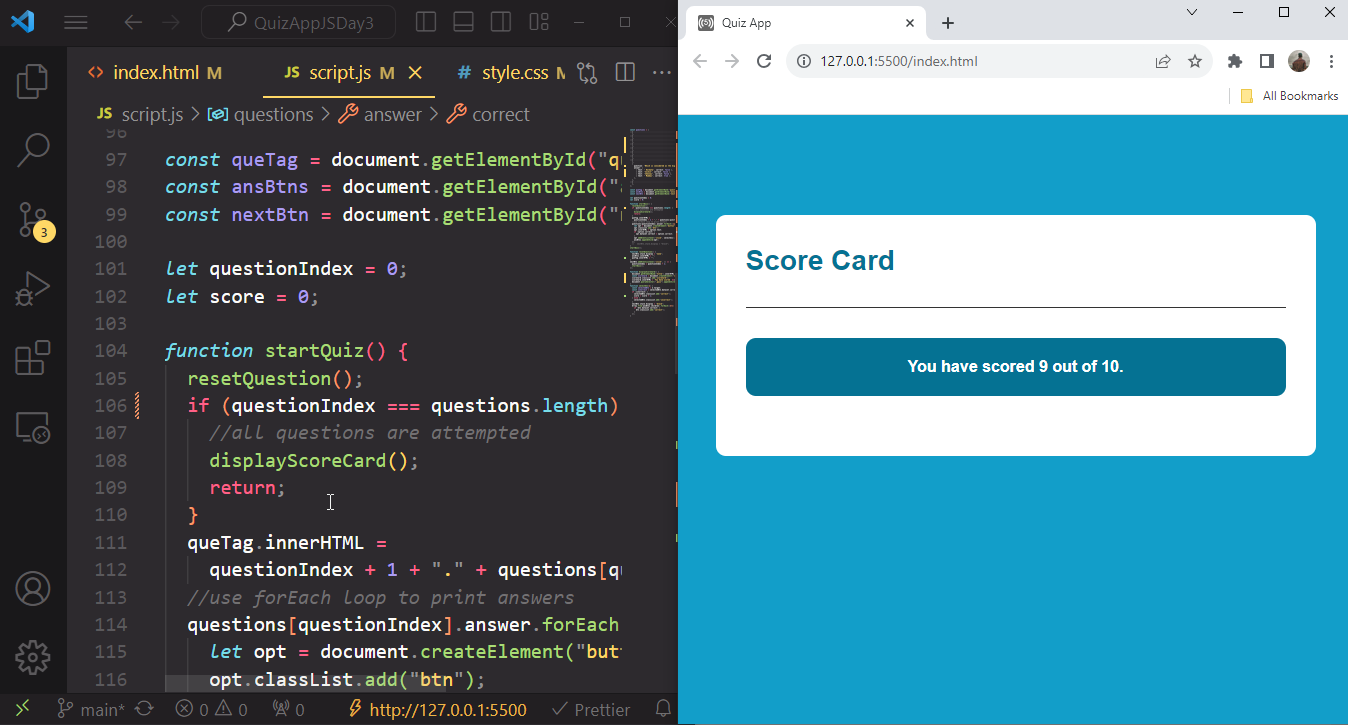 QuizAppJSDay3
index.html M
JS script.js M
# style.css M
JS script.js > questions > answer > correct
96
97 const queTag = document.getElementById("q
98 const ansBtns = document.getElementById("
99 const nextBtn = document.getElementById("
100
101 let questionIndex = 0;
102 let score = 0;
103
104 function startQuiz() {
105 resetQuestion();
106 if (questionIndex === questions.length)
107 //all questions are attempted
108 displayScoreCard();
109 return;
110 }
111 queTag.innerHTML =
112 questionIndex + 1 + "." + questions[qu
113 //use forEach loop to print answers
114 questions[questionIndex].answer.forEach
115 let opt = document.createElement("but
116 opt.classList.add("btn");
3
main* 0 0 0 http://127.0.0.1:5500 Prettier
Quiz App
127.0.0.1:5500/index.html
All Bookmarks
Score Card
You have scored 9 out of 10.